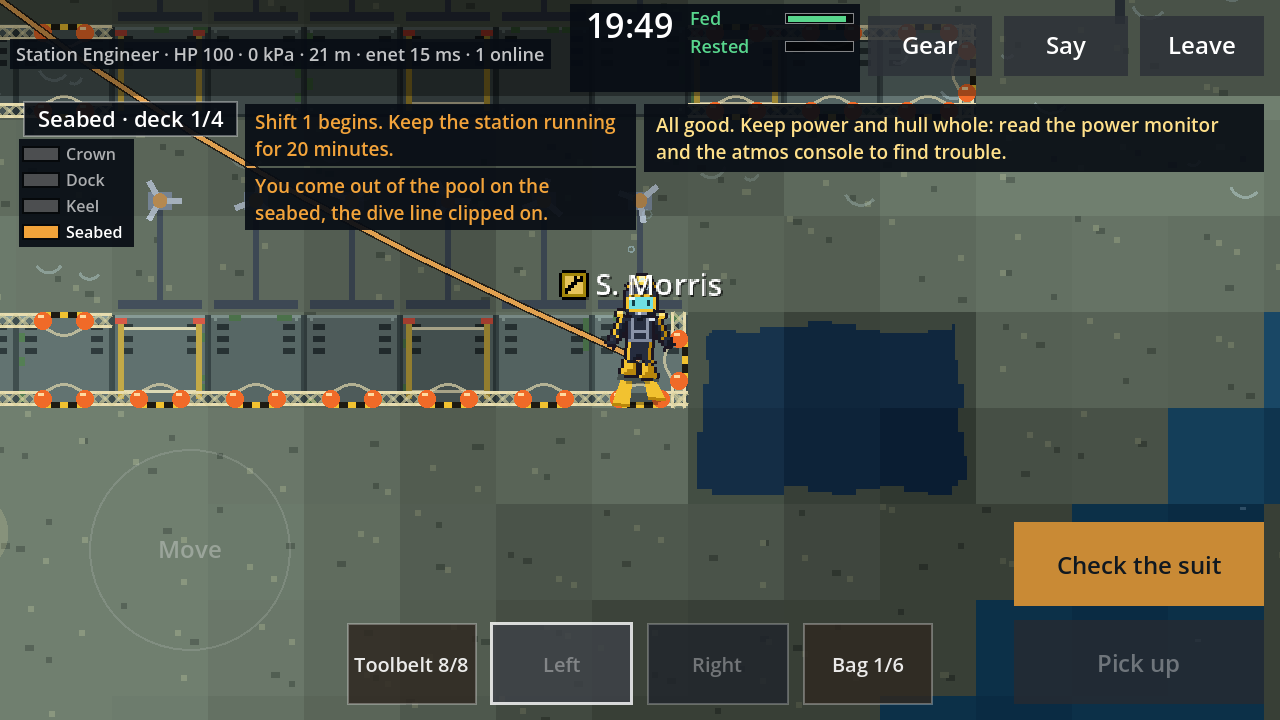 19:49
Fed
Rested
Gear
Say
Leave
Station Engineer · HP 100 · 0 kPa · 21 m · enet 15 ms · 1 online
Seabed · deck 1/4
Crown
Dock
Keel
Seabed
Shift 1 begins. Keep the station running
for 20 minutes.
You come out of the pool on the
seabed, the dive line clipped on.
All good. Keep power and hull whole: read the power monitor
and the atmos console to find trouble.
S. Morris
Move
Check the suit
Toolbelt 8/8
Left
Right
Bag 1/6
Pick up